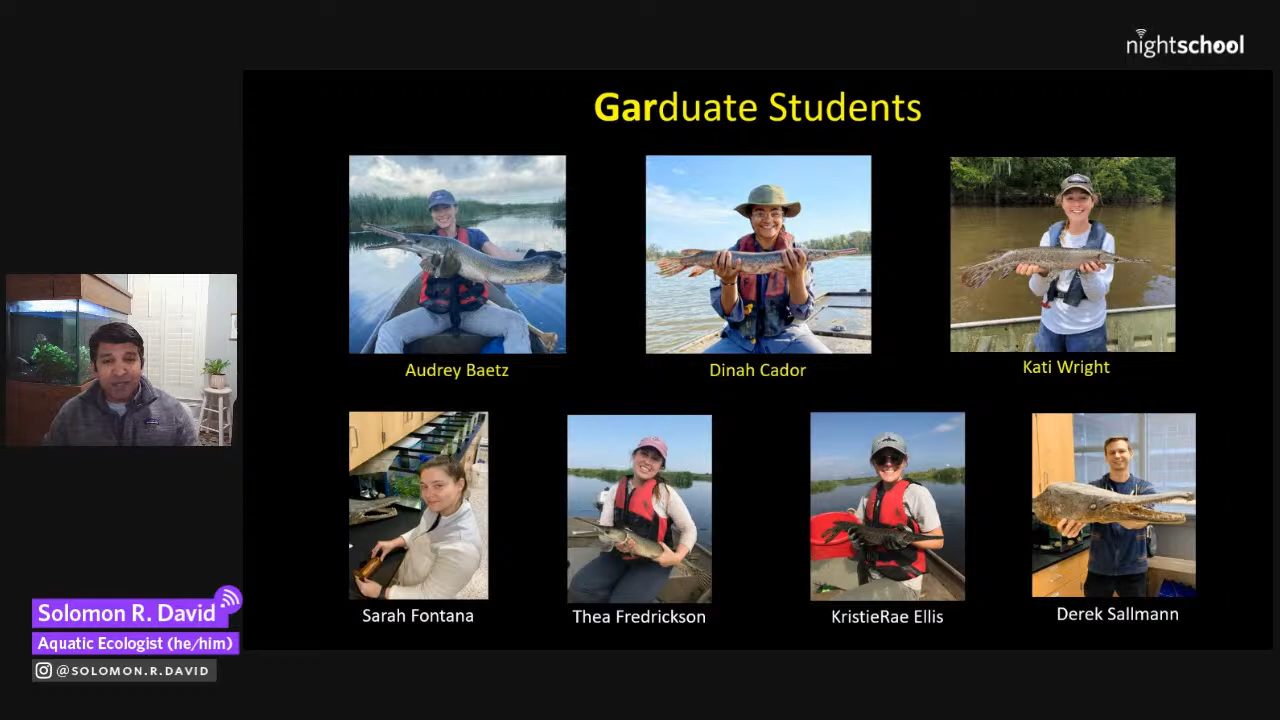 nightschool
Garduate Students
Audrey Baetz
Dinah Cador
Kati Wright
Sarah Fontana
Thea Fredrickson
KristieRae Ellis
Derek Sallmann
Solomon R. David
Aquatic Ecologist (he/him)
@SOLOMON.R.DAVID